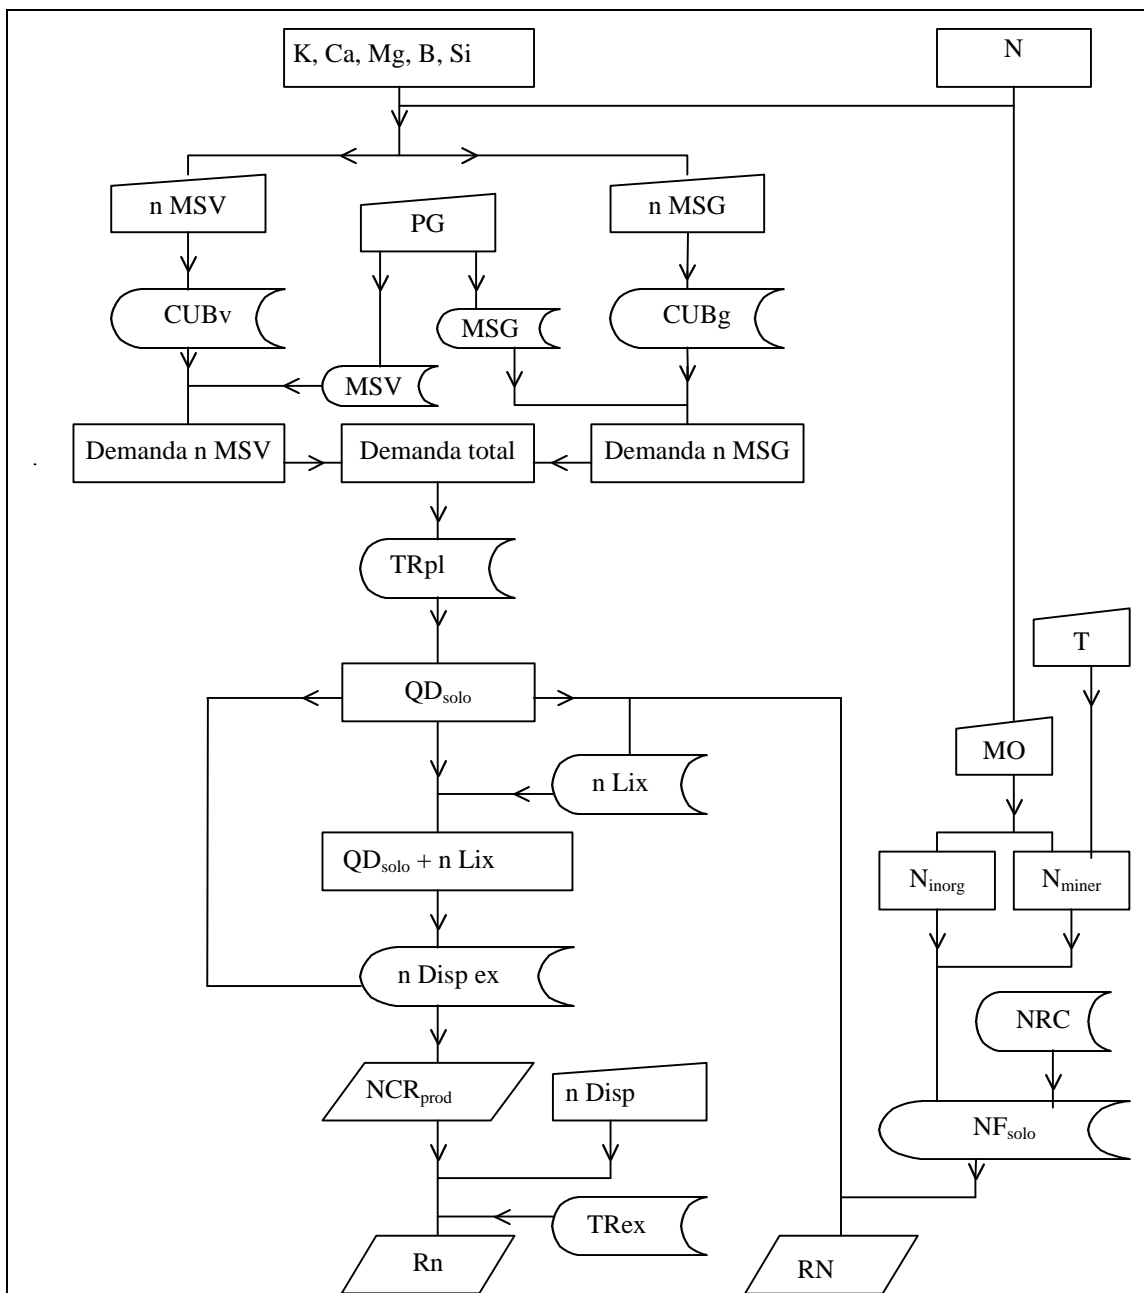 K, Ca, Mg, B, Si
N
n MSV
PG
n MSG
CUBv
MSG
CUBg
MSV
Demanda n MSV
Demanda total
Demanda n MSG
.
TRpl
T
QDsolo
MO
n Lix
QDsolo + n Lix
Ninorg
Nminer
n Disp ex
NRC
NCRprod
n Disp
NFsolo
TRex
Rn
RN